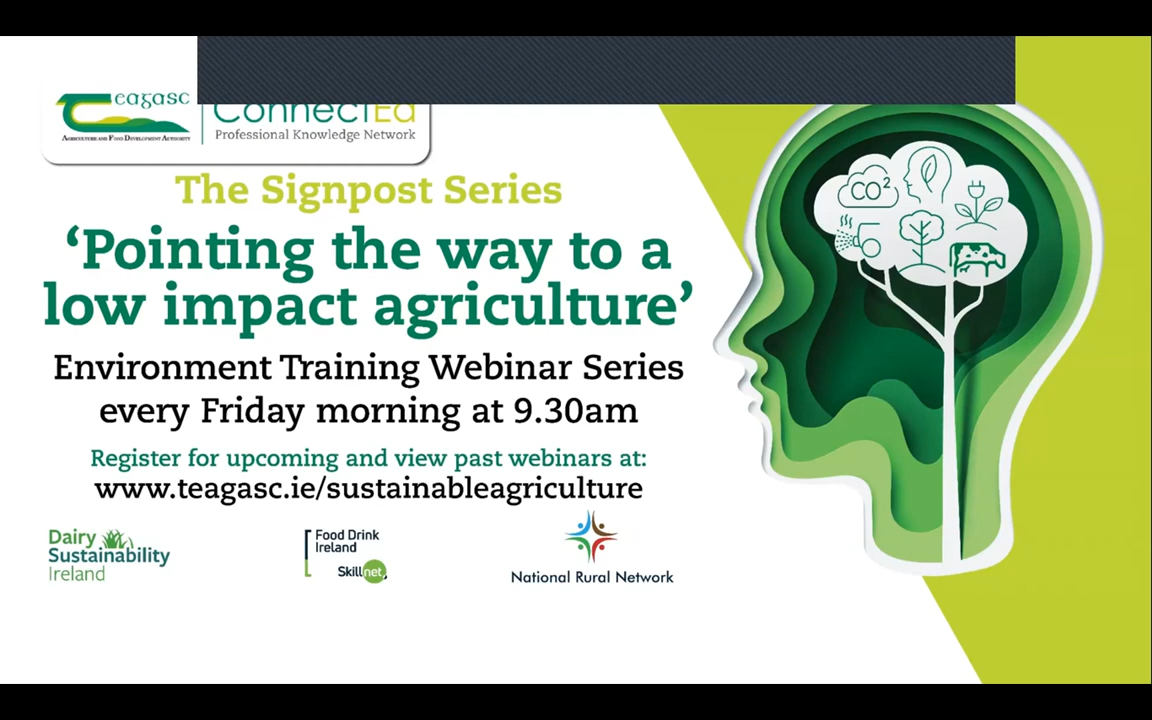 Teagasc
AGRICULTURE AND FOOD DEVELOPMENT AUTHORITY
ConnectEd
Professional Knowledge Network
The Signpost Series
‘Pointing the way to a
low impact agriculture’
Environment Training Webinar Series
every Friday morning at 9.30am
Register for upcoming and view past webinars at:
www.teagasc.ie/sustainableagriculture
Dairy
Sustainability
Ireland
Food Drink
Ireland
Skillnet
National Rural Network
CO²